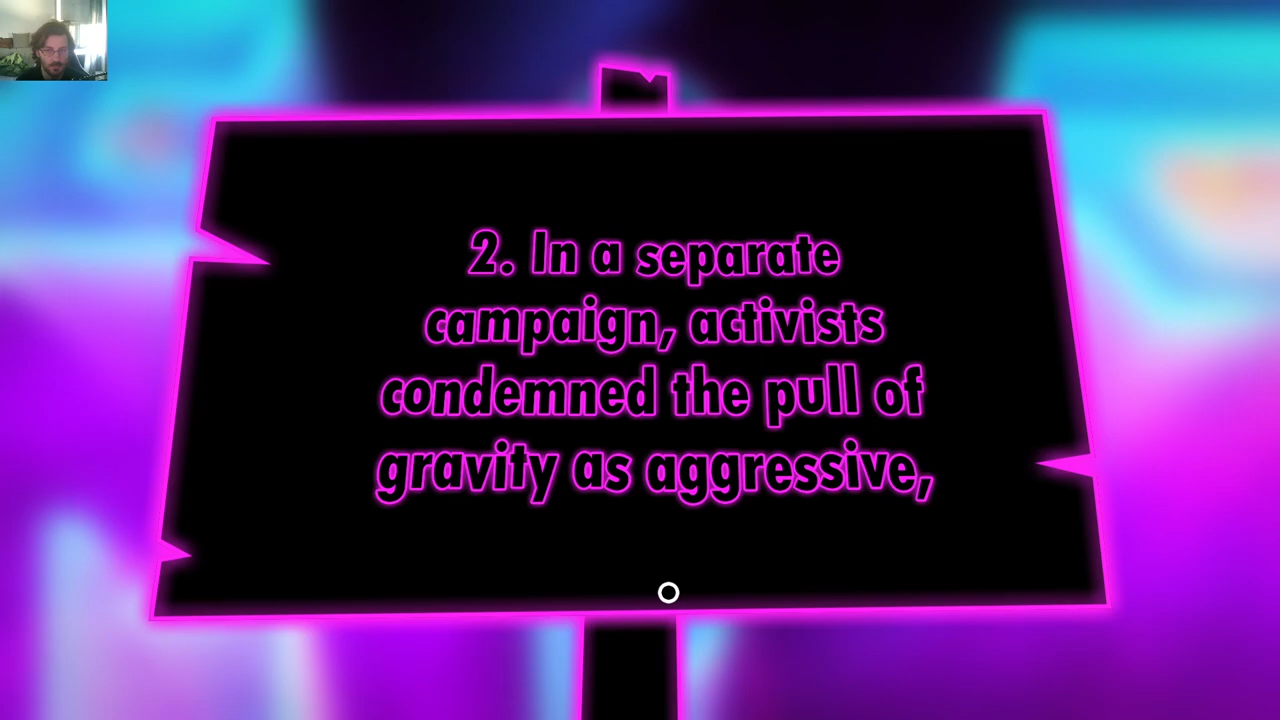 2. In a separate
campaign, activists
condemned the pull of
gravity as aggressive,